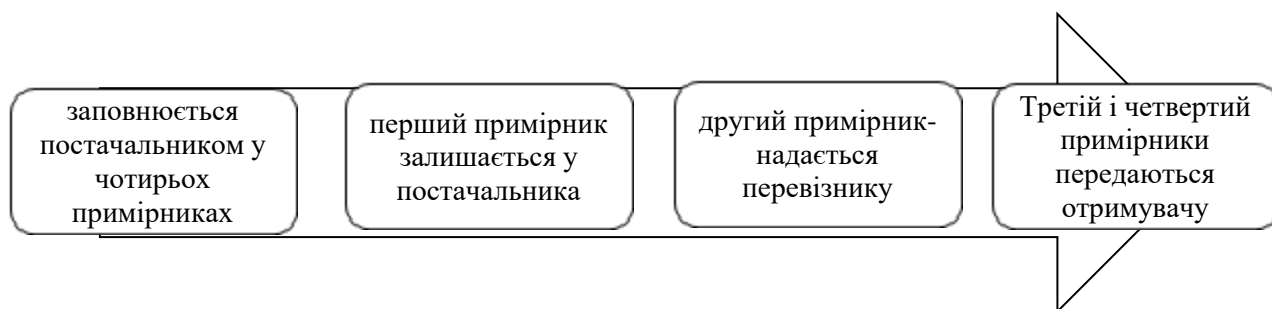 заповнюється
постачальником у
чотирьох
примірниках
перший примірник
залишається у
постачальника
другий примірник-
надається
перевізнику
Третій і четвертий
примірники
передаються
отримувачу